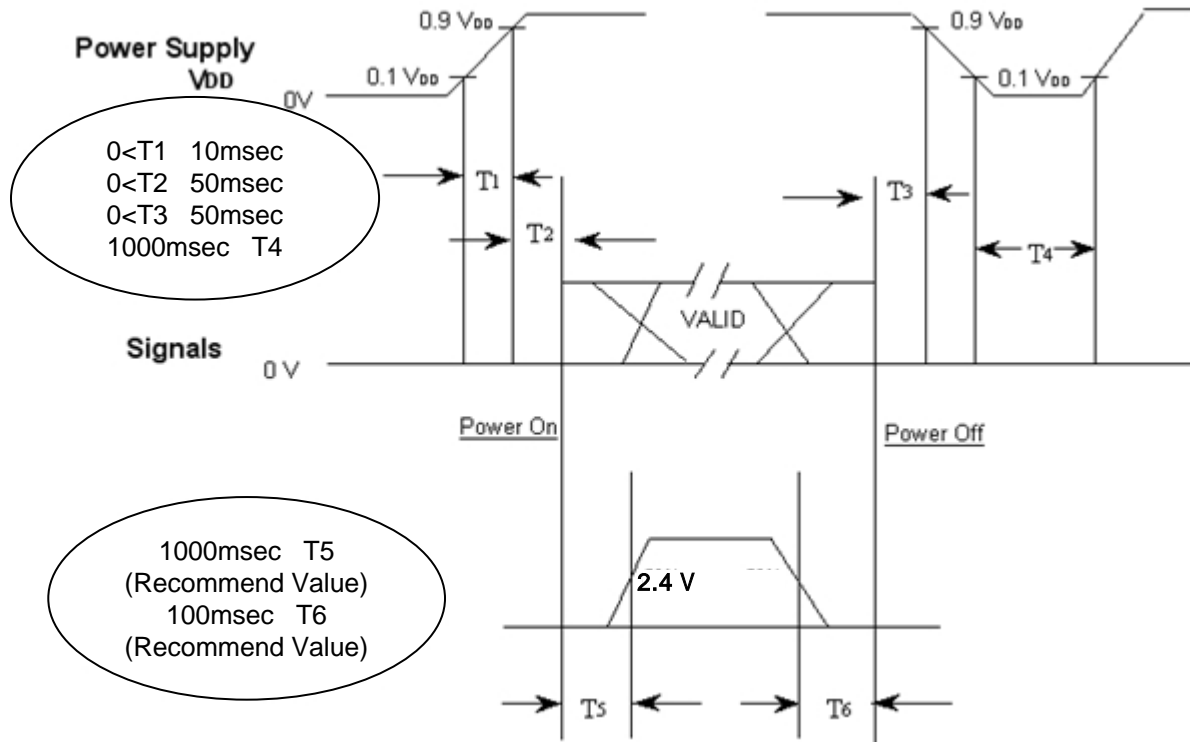 0.9 VDD
0.9 VDD
Power Supply
VDD
0.1 VDD
0.1 VDD
0V
0<T1 10msec
0<T2 50msec
0<T3 50msec
1000msec T4
T1
T3
T2
T4
VALID
Signals
0 V
Power On
Power Off
1000msec T5
(Recommend Value)
100msec T6
(Recommend Value)
2.4 V
T5
T6